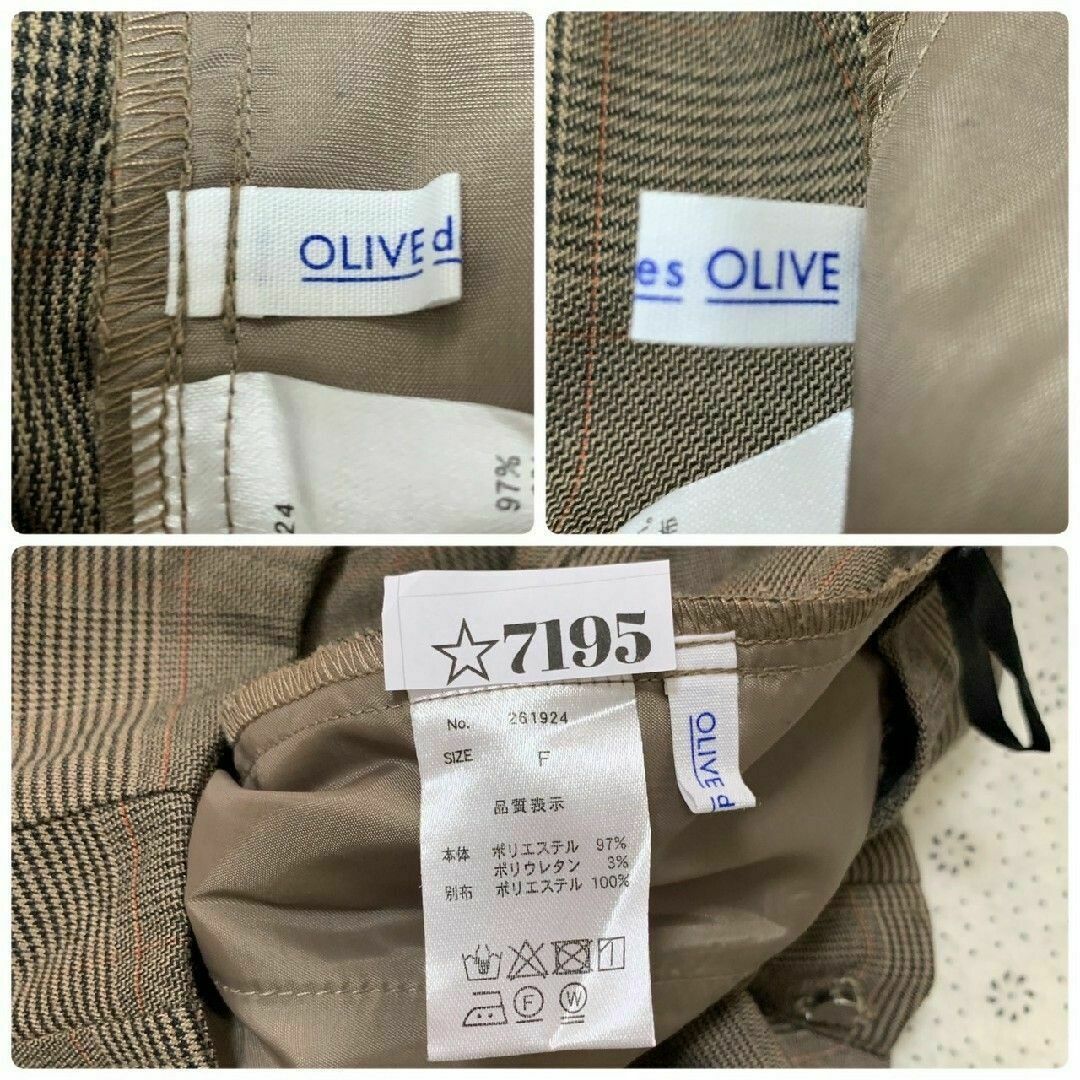 OLIVE d
97%
24
es OLIVE
布
☆7195
No. 261924
SIZE F
品質表示
本体 ポリエステル 97%
ポリウレタン 3%
別布 ポリエステル 100%
F W
OLIVE d